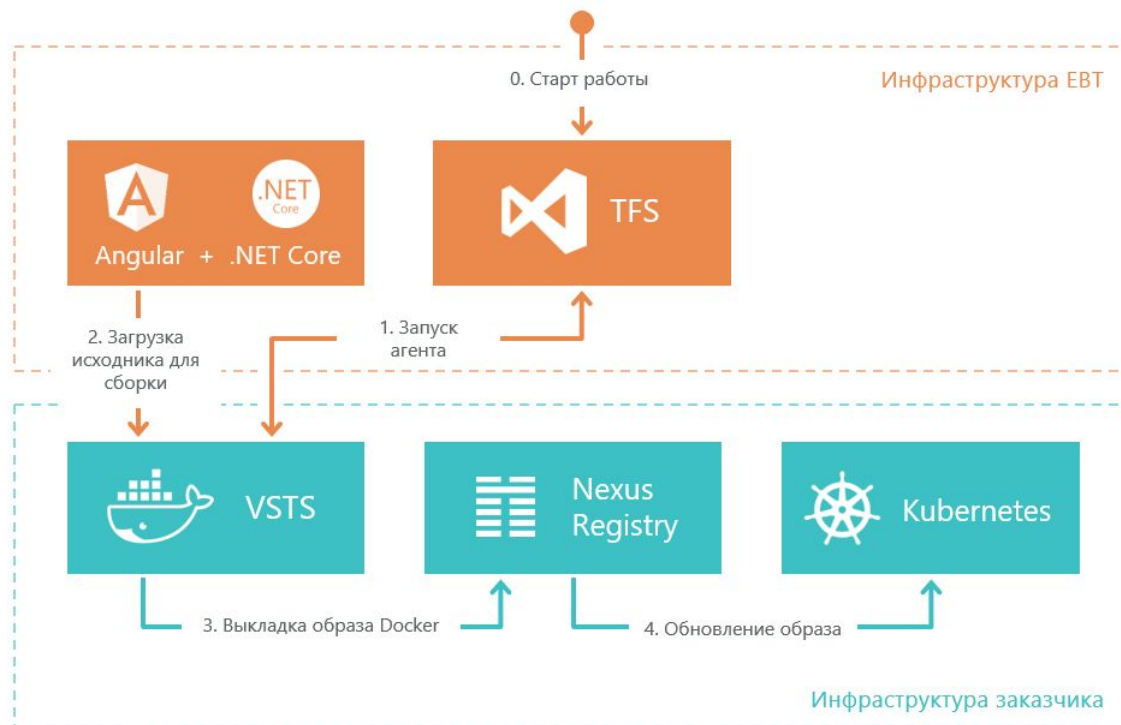 0. Старт работы
Инфраструктура ЕВТ
A
.NET
Core
Angular + .NET Core
TFS
1. Запуск
агента
2. Загрузка
исходника для
сборки
VSTS
Nexus
Registry
Kubernetes
3. Выкладка образа Docker
4. Обновление образа
Инфраструктура заказчика